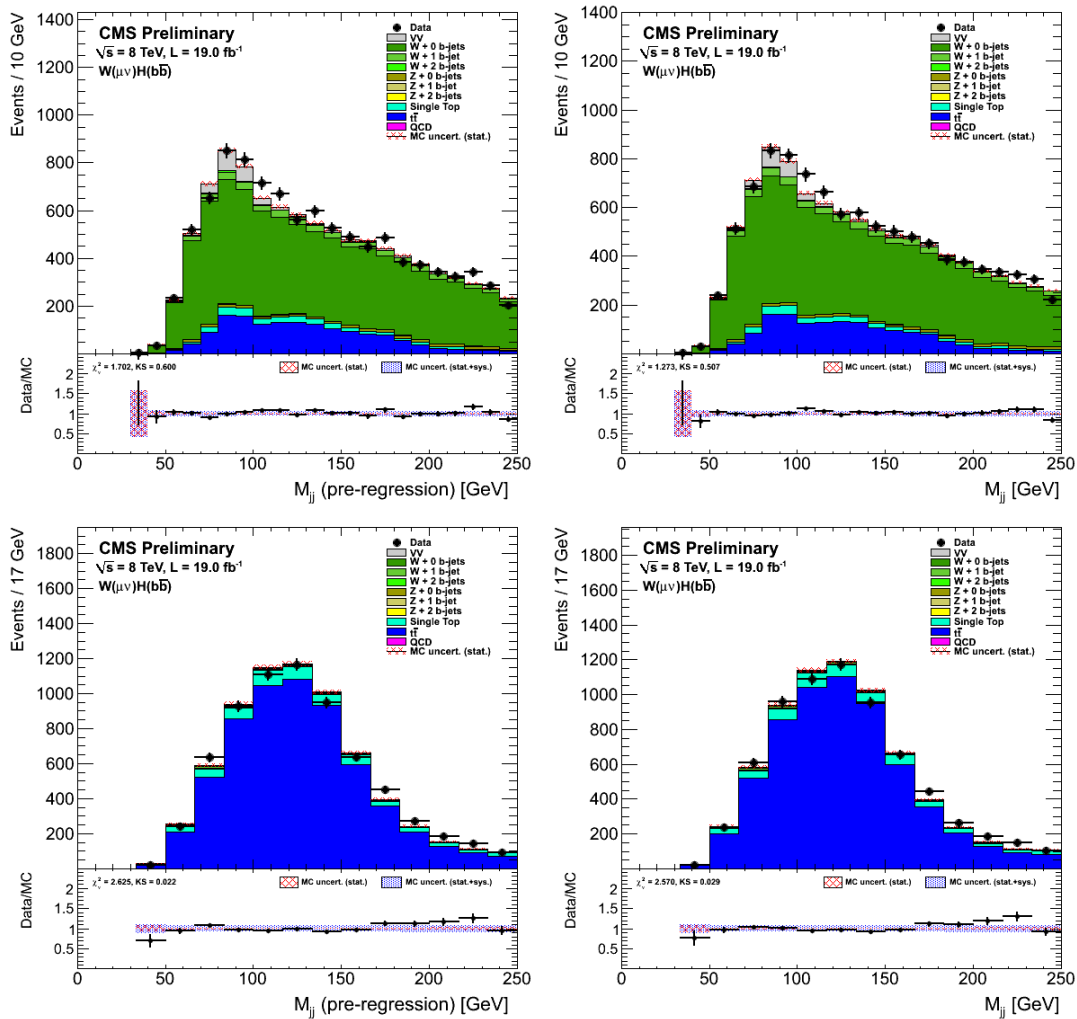 Events / 10 GeV
1400
1200
1000
800
600
400
200
CMS Preliminary
√s = 8 TeV, L = 19.0 fb⁻¹
W(μν)H(bb̅)
Data
VV
W + 0 b-jets
W + 1 b-jet
W + 2 b-jets
Z + 0 b-jets
Z + 1 b-jet
Z + 2 b-jets
Single Top
tt̅
QCD
MC uncert. (stat.)
Data/MC
2
1.5
1
0.5
χ²ᵥ = 1.702, KS = 0.600
MC uncert. (stat.)
MC uncert. (stat.+sys.)
0 50 100 150 200 250
Mjj (pre-regression) [GeV]
Events / 10 GeV
1400
1200
1000
800
600
400
200
CMS Preliminary
√s = 8 TeV, L = 19.0 fb⁻¹
W(μν)H(bb̅)
Data
VV
W + 0 b-jets
W + 1 b-jet
W + 2 b-jets
Z + 0 b-jets
Z + 1 b-jet
Z + 2 b-jets
Single Top
tt̅
QCD
MC uncert. (stat.)
Data/MC
2
1.5
1
0.5
χ²ᵥ = 1.273, KS = 0.507
MC uncert. (stat.)
MC uncert. (stat.+sys.)
0 50 100 150 200 250
Mjj [GeV]
Events / 17 GeV
1800
1600
1400
1200
1000
800
600
400
200
CMS Preliminary
√s = 8 TeV, L = 19.0 fb⁻¹
W(μν)H(bb̅)
Data
VV
W + 0 b-jets
W + 1 b-jet
W + 2 b-jets
Z + 0 b-jets
Z + 1 b-jet
Z + 2 b-jets
Single Top
tt̅
QCD
MC uncert. (stat.)
Data/MC
2
1.5
1
0.5
χ²ᵥ = 2.625, KS = 0.022
MC uncert. (stat.)
MC uncert. (stat.+sys.)
0 50 100 150 200 250
Mjj (pre-regression) [GeV]
Events / 17 GeV
1800
1600
1400
1200
1000
800
600
400
200
CMS Preliminary
√s = 8 TeV, L = 19.0 fb⁻¹
W(μν)H(bb̅)
Data
VV
W + 0 b-jets
W + 1 b-jet
W + 2 b-jets
Z + 0 b-jets
Z + 1 b-jet
Z + 2 b-jets
Single Top
tt̅
QCD
MC uncert. (stat.)
Data/MC
2
1.5
1
0.5
χ²ᵥ = 2.570, KS = 0.029
MC uncert. (stat.)
MC uncert. (stat.+sys.)
0 50 100 150 200 250
Mjj [GeV]